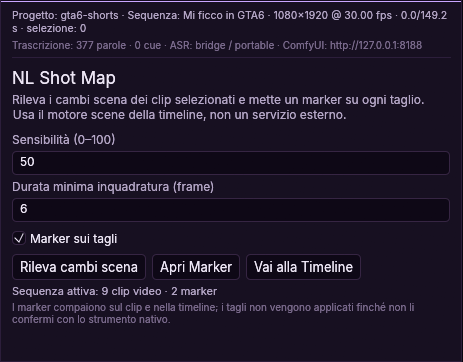 Progetto: gta6-shorts · Sequenza: Mi ficco in GTA6 · 1080×1920 @ 30.00 fps · 0.0/149.2
s · selezione: 0
Trascrizione: 377 parole · 0 cue · ASR: bridge / portable · ComfyUI: http://127.0.0.1:8188
NL Shot Map
Rileva i cambi scena dei clip selezionati e mette un marker su ogni taglio.
Usa il motore scene della timeline, non un servizio esterno.
Sensibilità (0–100)
50
Durata minima inquadratura (frame)
6
Marker sui tagli
Rileva cambi scena Apri Marker Vai alla Timeline
Sequenza attiva: 9 clip video · 2 marker
I marker compaiono sul clip e nella timeline; i tagli non vengono applicati finché non li
confermi con lo strumento nativo.